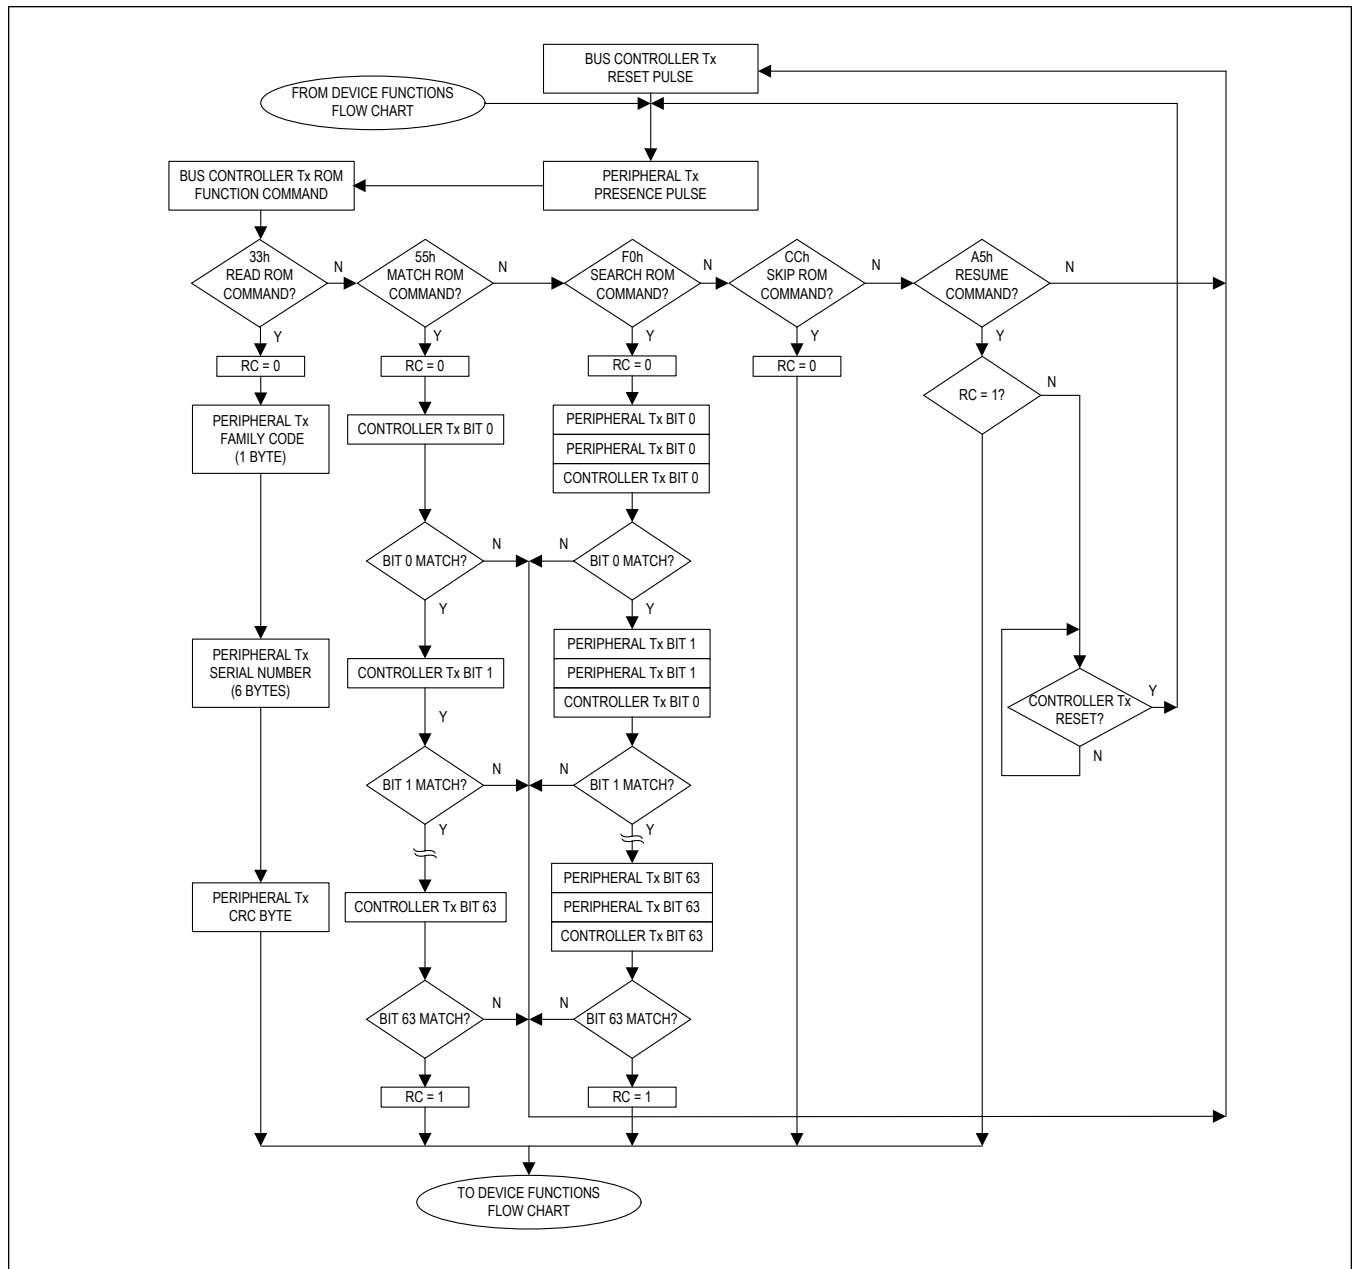 BUS CONTROLLER Tx
RESET PULSE
FROM DEVICE FUNCTIONS
FLOW CHART
BUS CONTROLLER Tx ROM
FUNCTION COMMAND
PERIPHERAL Tx
PRESENCE PULSE
33h
READ ROM
COMMAND?
N
55h
MATCH ROM
COMMAND?
N
F0h
SEARCH ROM
COMMAND?
N
CCh
SKIP ROM
COMMAND?
N
A5h
RESUME
COMMAND?
N
Y
Y
Y
Y
Y
RC = 0
RC = 0
RC = 0
RC = 0
RC = 1?
N
PERIPHERAL Tx
FAMILY CODE
(1 BYTE)
CONTROLLER Tx BIT 0
PERIPHERAL Tx BIT 0
PERIPHERAL Tx BIT 0
CONTROLLER Tx BIT 0
BIT 0 MATCH?
N
N
BIT 0 MATCH?
Y
Y
PERIPHERAL Tx
SERIAL NUMBER
(6 BYTES)
CONTROLLER Tx BIT 1
PERIPHERAL Tx BIT 1
PERIPHERAL Tx BIT 1
CONTROLLER Tx BIT 0
CONTROLLER Tx
RESET?
Y
N
Y
BIT 1 MATCH?
N
N
BIT 1 MATCH?
Y
Y
PERIPHERAL Tx
CRC BYTE
CONTROLLER Tx BIT 63
PERIPHERAL Tx BIT 63
PERIPHERAL Tx BIT 63
CONTROLLER Tx BIT 63
BIT 63 MATCH?
N
N
BIT 63 MATCH?
Y
Y
RC = 1
RC = 1
TO DEVICE FUNCTIONS
FLOW CHART